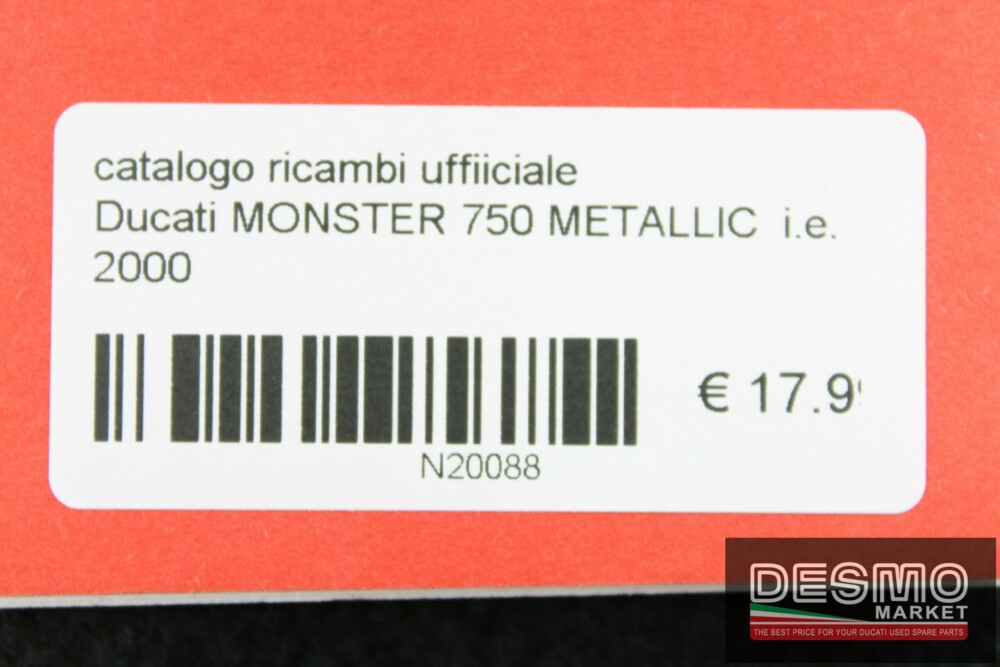 catalogo ricambi uffiiciale
Ducati MONSTER 750 METALLIC i.e.
2000
€ 17.9
N20088
DESMO
MARKET
THE BEST PRICE FOR YOUR DUCATI USED SPARE PARTS